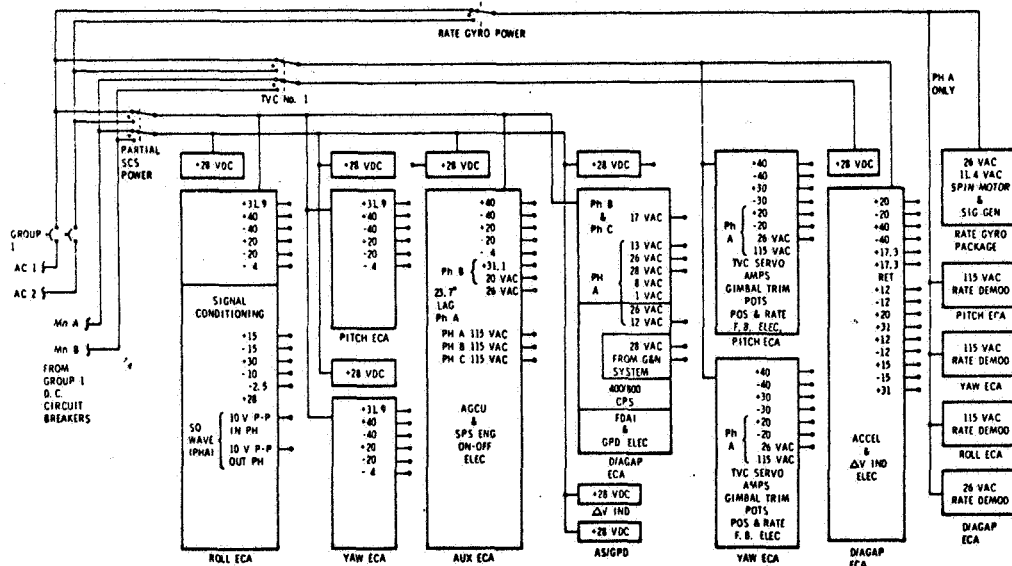 RATE GYRO POWER
TVC No. 1
PH A
ONLY
PARTIAL
SCS
POWER
GROUP
1
AC 1
AC 2
Mn A
Mn B
FROM
GROUP 1
D. C.
CIRCUIT
BREAKERS
+28 VDC
+31.9
+40
-40
+20
-20
- 4
SIGNAL
CONDITIONING
+15
-15
+30
-10
-2.5
+28
SQ
WAVE
(PHA)
10 V P-P
IN PH
10 V P-P
OUT PH
ROLL ECA
+28 VDC
+31.9
+40
-40
+20
-20
- 4
PITCH ECA
+28 VDC
+31.9
+40
-40
+20
-20
- 4
YAW ECA
+28 VDC
+40
-40
+20
-20
- 4
Ph B
+31.1
20 VAC
26 VAC
23.7°
LAG
Ph A
PH A 115 VAC
PH B 115 VAC
PH C 115 VAC
AGCU
&
SPS ENG
ON-OFF
ELEC
AUX ECA
+28 VDC
Ph B
&
Ph C
17 VAC
PH
A
13 VAC
26 VAC
28 VAC
8 VAC
1 VAC
26 VAC
12 VAC
28 VAC
FROM G&N
SYSTEM
400/800
CPS
FDAI
&
GPD ELEC
D/AGAP
ECA
+28 VDC
ΔV IND
+28 VDC
AS/GPD
+40
-40
+30
-30
+20
-20
Ph
A
26 VAC
115 VAC
TVC SERVO
AMPS
GIMBAL TRIM
POTS
POS & RATE
F. B. ELEC
PITCH ECA
+40
-40
+30
-30
+20
-20
Ph
A
26 VAC
115 VAC
TVC SERVO
AMPS
GIMBAL TRIM
POTS
POS & RATE
F. B. ELEC
YAW ECA
+28 VDC
+20
-20
+40
-40
+17.3
+17.3
RET
+12
-12
+20
+31
+12
-12
+15
-15
+31
ACCEL
&
ΔV IND
ELEC
D/AGAP
ECA
26 VAC
11.4 VAC
SPIN MOTOR
&
SIG GEN
RATE GYRO
PACKAGE
115 VAC
RATE DEMOD
PITCH ECA
115 VAC
RATE DEMOD
YAW ECA
115 VAC
RATE DEMOD
ROLL ECA
26 VAC
RATE DEMOD
D/AGAP
ECA